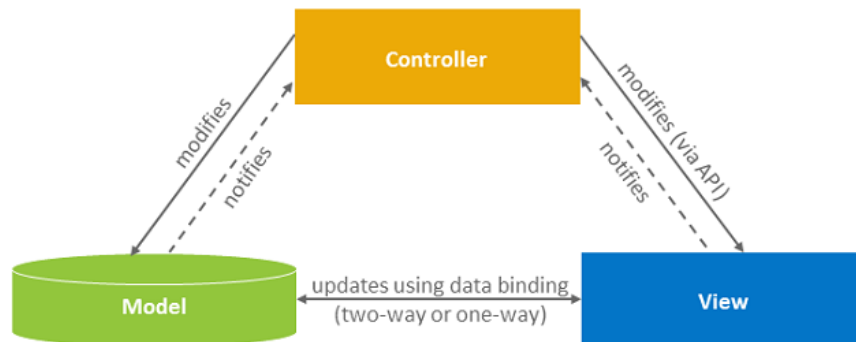 Controller
modifies
notifies
modifies (via API)
notifies
updates using data binding
(two-way or one-way)
Model
View